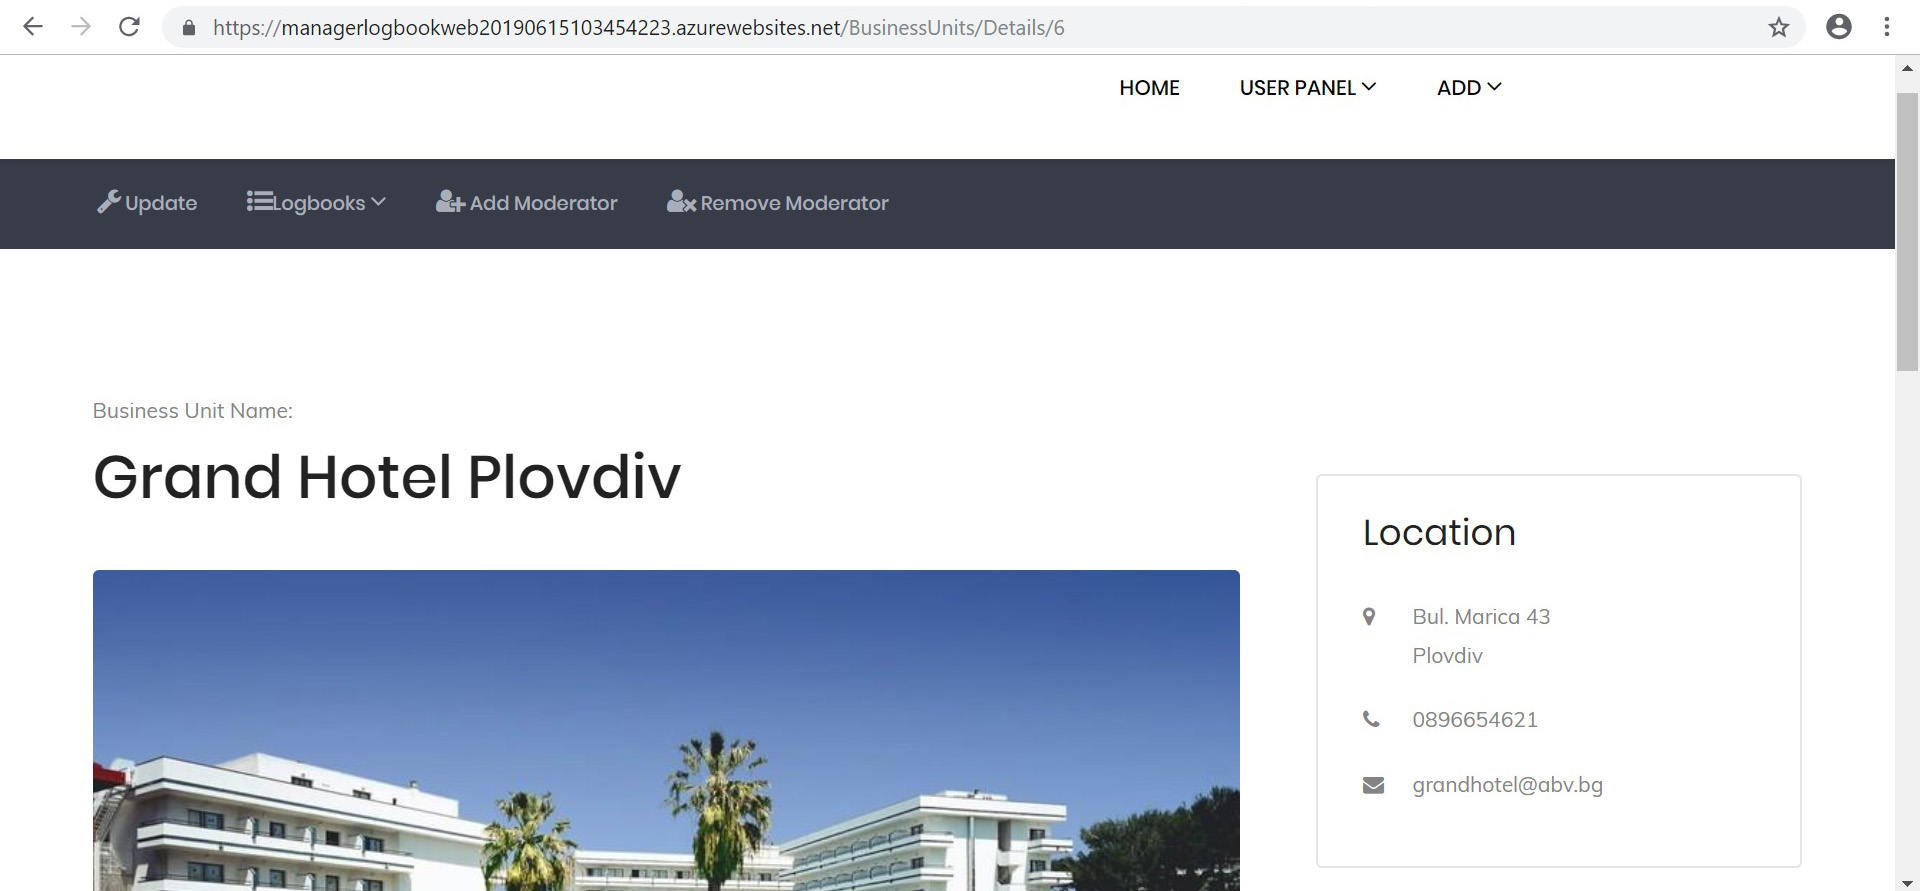 https://managerlogbookweb20190615103454223.azurewebsites.net/BusinessUnits/Details/6
HOME USER PANEL ADD
Update Logbooks Add Moderator Remove Moderator
Business Unit Name:
Grand Hotel Plovdiv
Location
Bul. Marica 43
Plovdiv
0896654621
grandhotel@abv.bg